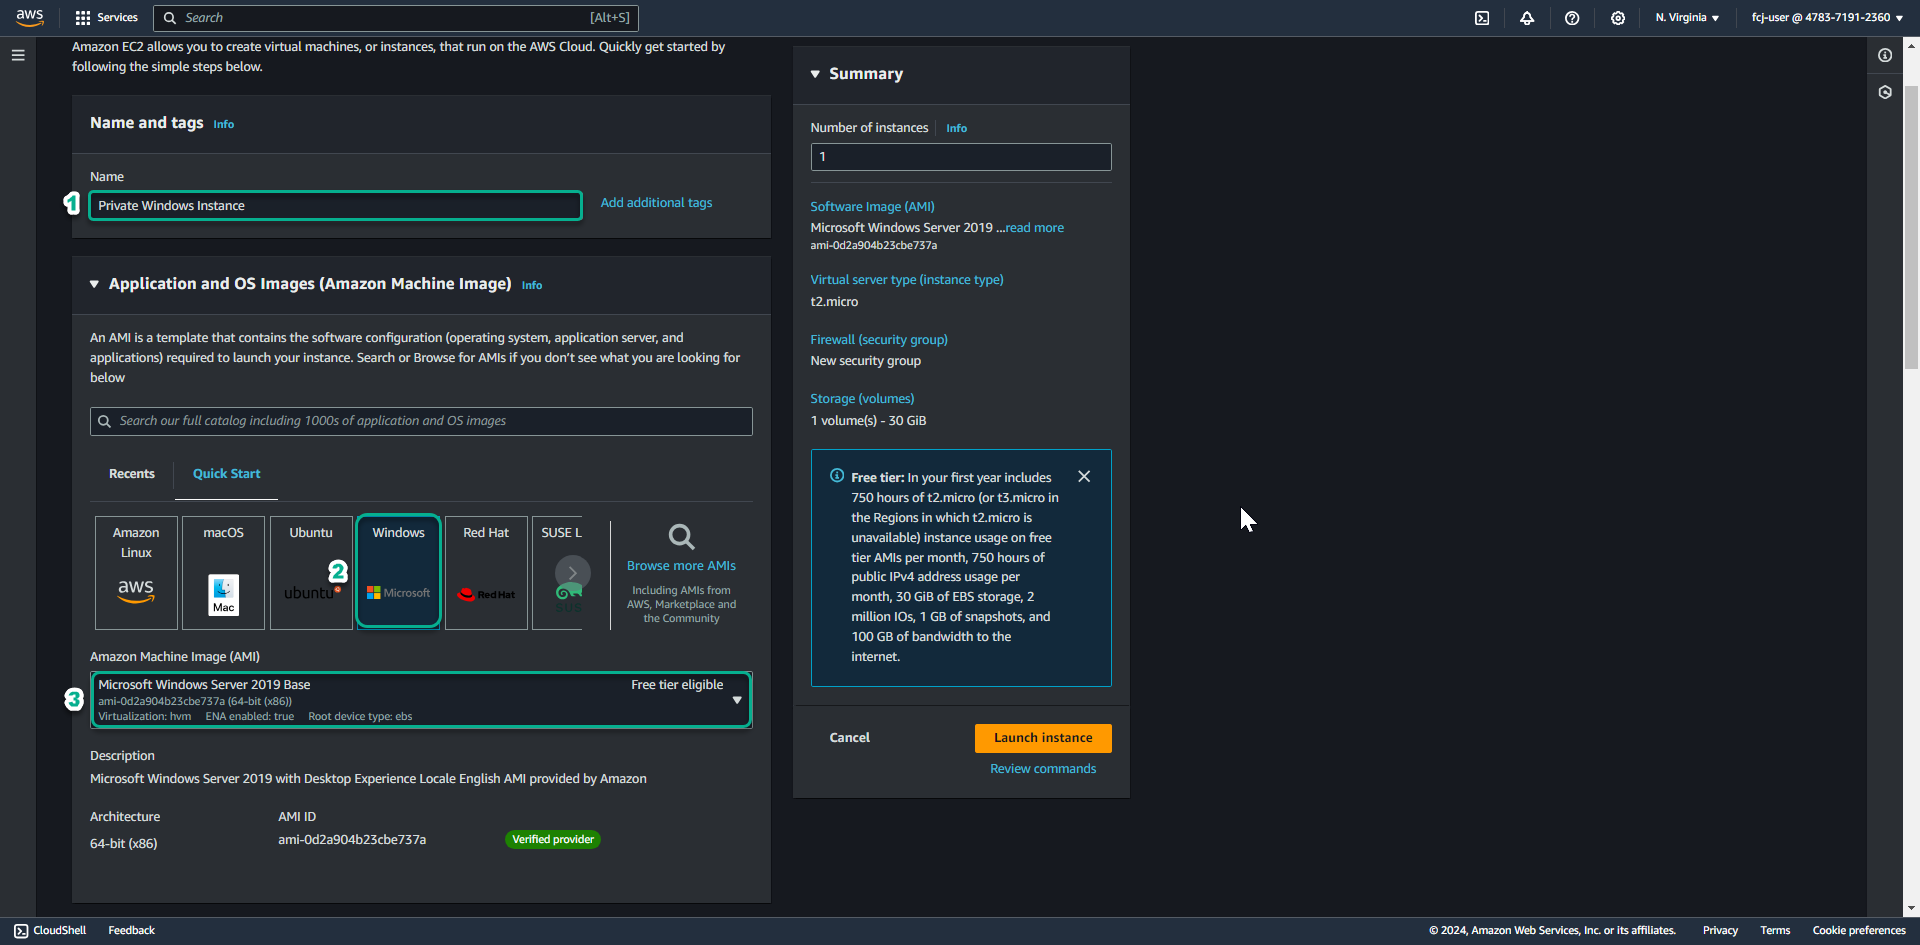 aws
Services
Search
[Alt+S]
N. Virginia
fcj-user @ 4783-7191-2360
Amazon EC2 allows you to create virtual machines, or instances, that run on the AWS Cloud. Quickly get started by
following the simple steps below.
Name and tags Info
Name
1
Private Windows Instance
Add additional tags
Application and OS Images (Amazon Machine Image) Info
An AMI is a template that contains the software configuration (operating system, application server, and
applications) required to launch your instance. Search or Browse for AMIs if you don't see what you are looking for
below
Search our full catalog including 1000s of application and OS images
Recents
Quick Start
Amazon
Linux
aws
macOS
Mac
Ubuntu
ubuntu
2
Windows
Microsoft
Red Hat
Red Hat
SUSE L
SUS
Browse more AMIs
Including AMIs from
AWS, Marketplace and
the Community
Amazon Machine Image (AMI)
3
Microsoft Windows Server 2019 Base
Free tier eligible
ami-0d2a904b23cbe737a (64-bit (x86))
Virtualization: hvm ENA enabled: true Root device type: ebs
Description
Microsoft Windows Server 2019 with Desktop Experience Locale English AMI provided by Amazon
Architecture
64-bit (x86)
AMI ID
ami-0d2a904b23cbe737a
Verified provider
Summary
Number of instances Info
1
Software Image (AMI)
Microsoft Windows Server 2019 ...read more
ami-0d2a904b23cbe737a
Virtual server type (instance type)
t2.micro
Firewall (security group)
New security group
Storage (volumes)
1 volume(s) - 30 GiB
Free tier: In your first year includes
750 hours of t2.micro (or t3.micro in
the Regions in which t2.micro is
unavailable) instance usage on free
tier AMIs per month, 750 hours of
public IPv4 address usage per
month, 30 GiB of EBS storage, 2
million IOs, 1 GB of snapshots, and
100 GB of bandwidth to the
internet.
Cancel
Launch instance
Review commands
CloudShell
Feedback
© 2024, Amazon Web Services, Inc. or its affiliates.
Privacy
Terms
Cookie preferences